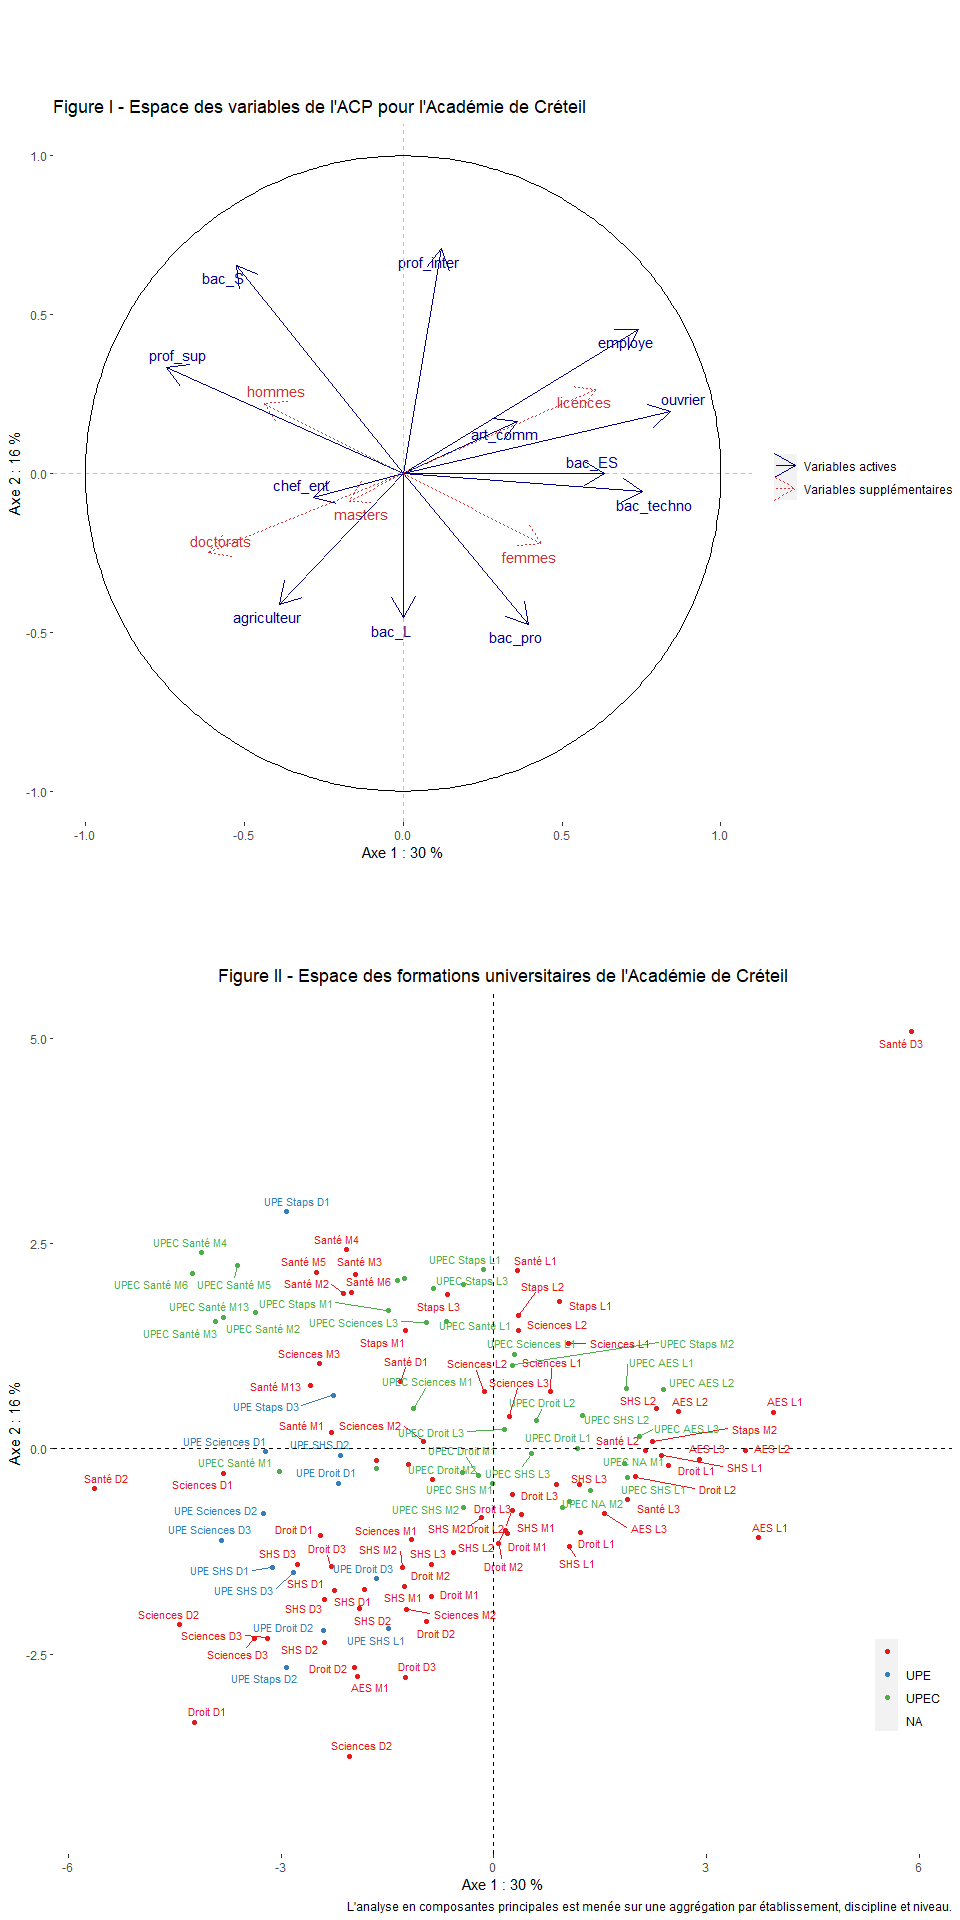 Figure I - Espace des variables de l'ACP pour l'Académie de Créteil
1.0
prof_inter
bac_S
0.5
employe
prof_sup
hommes
ouvrier
licences
art_comm
bac_ES
Variables actives
0.0
chef_ent
Variables supplémentaires
bac_techno
masters
doctorats
femmes
agriculteur
bac_L
bac_pro
-0.5
-1.0
Axe 2 : 16 %
-1.0
-0.5
0.0
0.5
1.0
Axe 1 : 30 %
Figure II - Espace des formations universitaires de l'Académie de Créteil
5.0
Santé D3
UPE Staps D1
2.5
UPEC Santé M4
Santé M4
Santé M5
Santé M3
UPEC Staps L1
Santé L1
UPEC Santé M6
UPEC Santé M5
Santé M2
Santé M6
UPEC Staps L3
Staps L2
UPEC Santé M13
UPEC Staps M1
Staps L3
Staps L1
UPEC Santé M3
UPEC Santé M2
UPEC Sciences L3
UPEC Santé L1
Sciences L2
Staps M1
UPEC Sciences L1
Sciences L1
UPEC Staps M2
Sciences M3
Santé D1
Sciences L2
Sciences L1
UPEC AES L1
Santé M13
UPEC Sciences M1
Sciences L3
UPEC AES L2
UPE Staps D3
UPEC Droit L2
SHS L2
AES L2
AES L1
Santé M1
Sciences M2
UPEC SHS L2
UPEC Droit L3
UPEC AES L3
Staps M2
UPE Sciences D1
UPE SHS D2
Santé L2
0.0
UPEC Droit M1
AES L3
AES L2
UPEC Santé M1
UPE Droit D1
UPEC Droit M2
UPEC SHS L3
UPEC NA M1
Droit L1
SHS L1
Santé D2
Sciences D1
UPEC SHS M1
SHS L3
UPEC SHS L1
Droit L2
Droit L3
UPE Sciences D2
UPEC SHS M2
Droit L3
UPEC NA M2
Santé L3
UPE Sciences D3
Droit D1
Sciences M1
SHS M2
Droit L2
SHS M1
AES L3
AES L1
SHS D3
Droit D3
SHS M2
SHS L3
SHS L2
Droit M1
Droit L1
UPE SHS D1
UPE Droit D3
Droit M2
Droit M2
SHS L1
UPE SHS D3
SHS D1
SHS M1
Droit M1
SHS D3
Sciences D2
SHS D2
Sciences M2
UPE Droit D2
Droit D2
Sciences D3
UPE SHS L1
Sciences D3
SHS D2
-2.5
UPE Staps D2
Droit D2
Droit D3
AES M1
Droit D1
Sciences D2
UPE
UPEC
NA
Axe 2 : 16 %
-6
-3
0
3
6
Axe 1 : 30 %
L'analyse en composantes principales est menée sur une aggrégation par établissement, discipline et niveau.